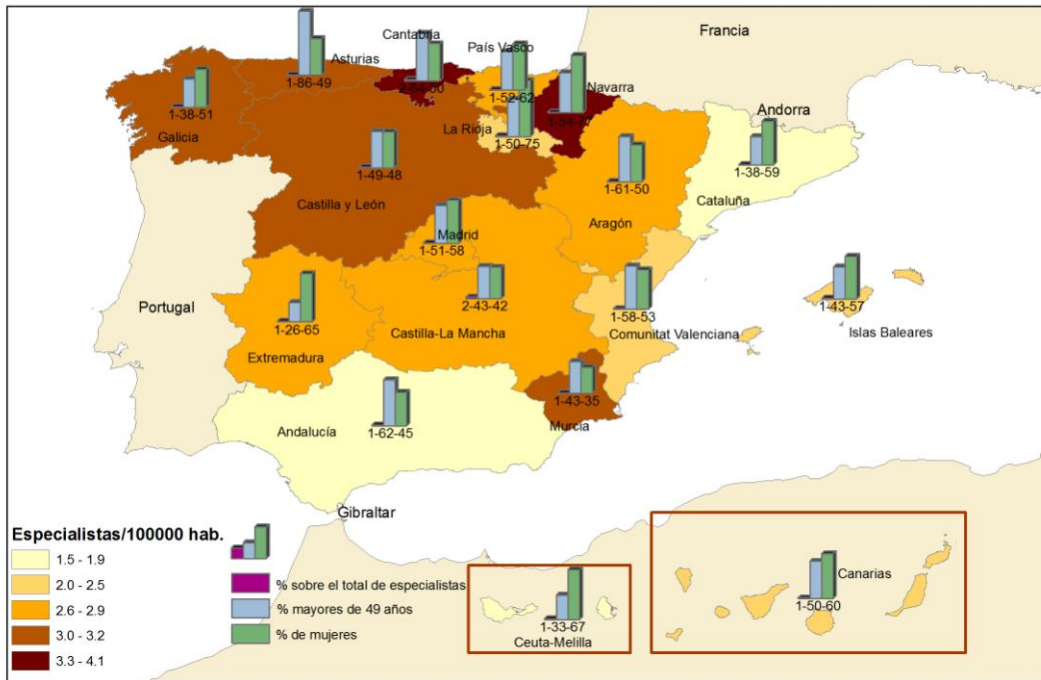 Francia
Cantabria
País Vasco
Asturias
1-86-49
2-64-60
1-52-62
Navarra
Andorra
1-38-51
Galicia
La Rioja
1-50-75
1-38-59
Cataluña
1-49-48
1-61-50
Aragón
Castilla y León
Madrid
1-51-58
Portugal
2-43-42
Castilla-La Mancha
1-58-53
Comunitat Valenciana
1-43-57
Islas Baleares
1-26-65
Extremadura
1-43-35
Murcia
1-62-45
Andalucía
Gibraltar
Especialistas/100000 hab.
1.5 - 1.9
2.0 - 2.5
2.6 - 2.9
3.0 - 3.2
3.3 - 4.1
% sobre el total de especialistas
% mayores de 49 años
% de mujeres
1-33-67
Ceuta-Melilla
Canarias
1-50-60